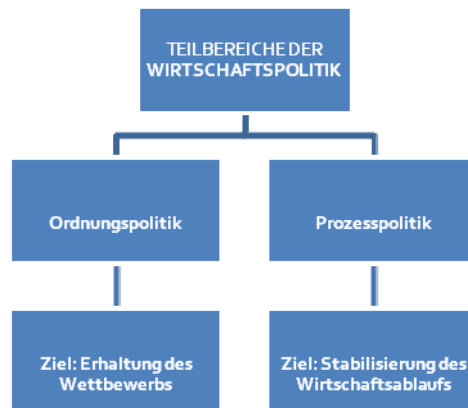 TEILBEREICHE DER
WIRTSCHAFTSPOLITIK
Ordnungspolitik
Prozesspolitik
Ziel: Erhaltung des
Wettbewerbs
Ziel: Stabilisierung des
Wirtschaftsablaufs